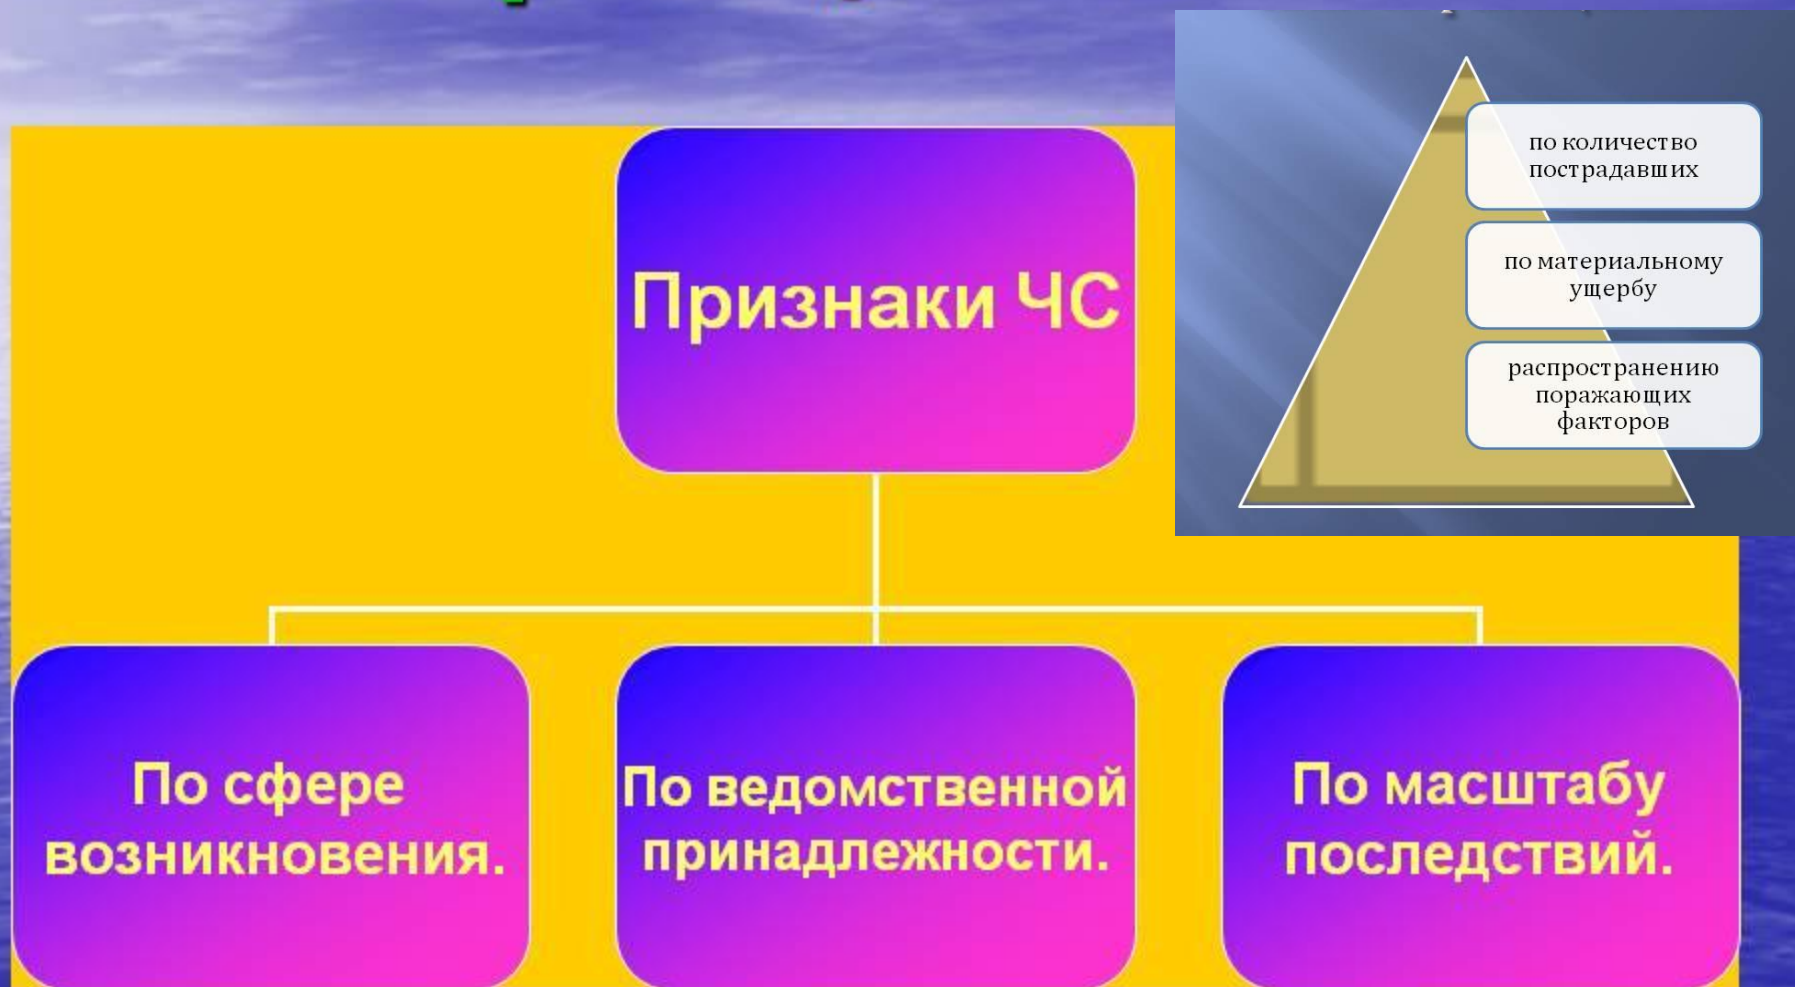 Признаки ЧС
по количество
пострадавших
по материальному
ущербу
распространению
поражающих
факторов
По сфере
возникновения.
По ведомственной
принадлежности.
По масштабу
последствий.